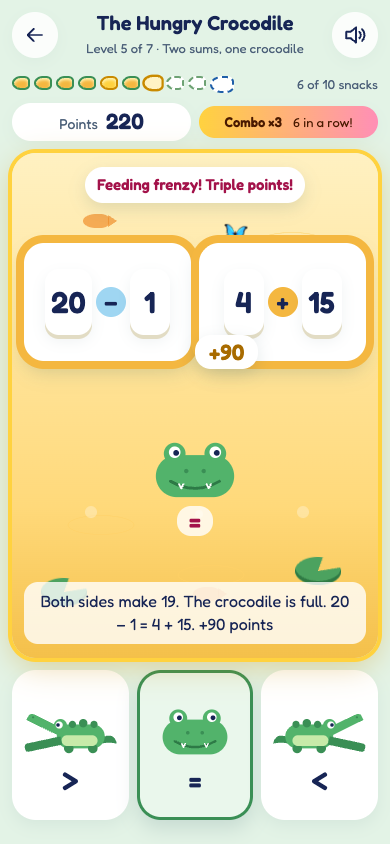 The Hungry Crocodile
Level 5 of 7 · Two sums, one crocodile
6 of 10 snacks
Points 220
Combo ×3 6 in a row!
Feeding frenzy! Triple points!
20 – 1
4 + 15
+90
=
Both sides make 19. The crocodile is full. 20
– 1 = 4 + 15. +90 points
> = <